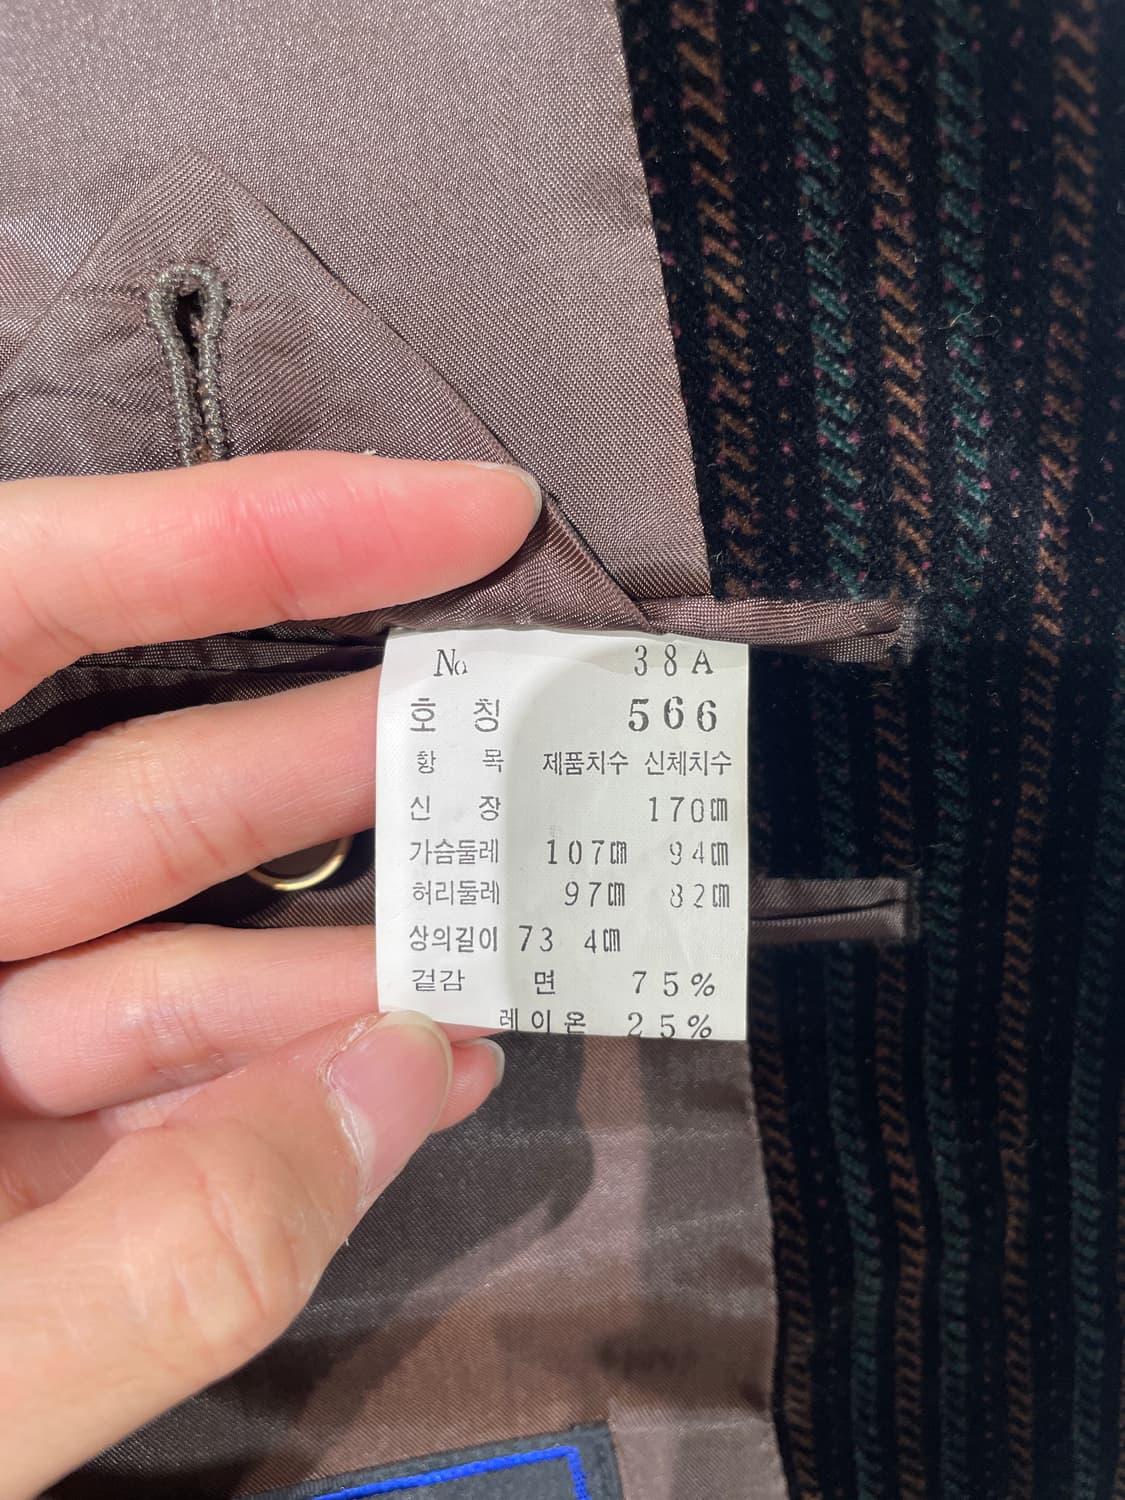 No 38A
호 칭 566
항 목 제품치수 신체치수
신 장 170㎝
가슴둘레 107㎝ 94㎝
허리둘레 97㎝ 82㎝
상의길이 73 4㎝
겉감 면 75%
레이온 25%